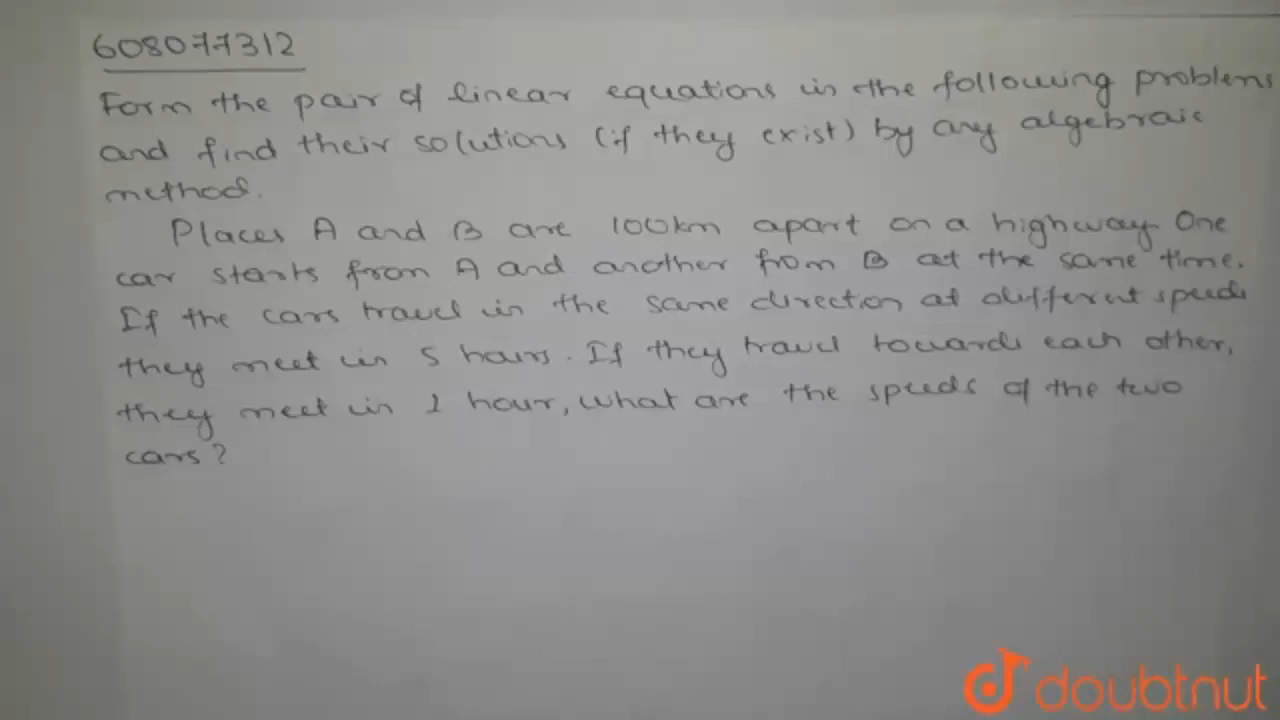 608077312
Form the pair of linear equations in the following problems
and find their solutions (if they exist) by any algebraic
method.
Places A and B are 100km apart on a highway. One
car starts from A and another from B at the same time.
If the cars travel in the same direction at different speeds
they meet in 5 hours. If they travel towards each other,
they meet in 1 hour, what are the speeds of the two
cars?
doubtnut